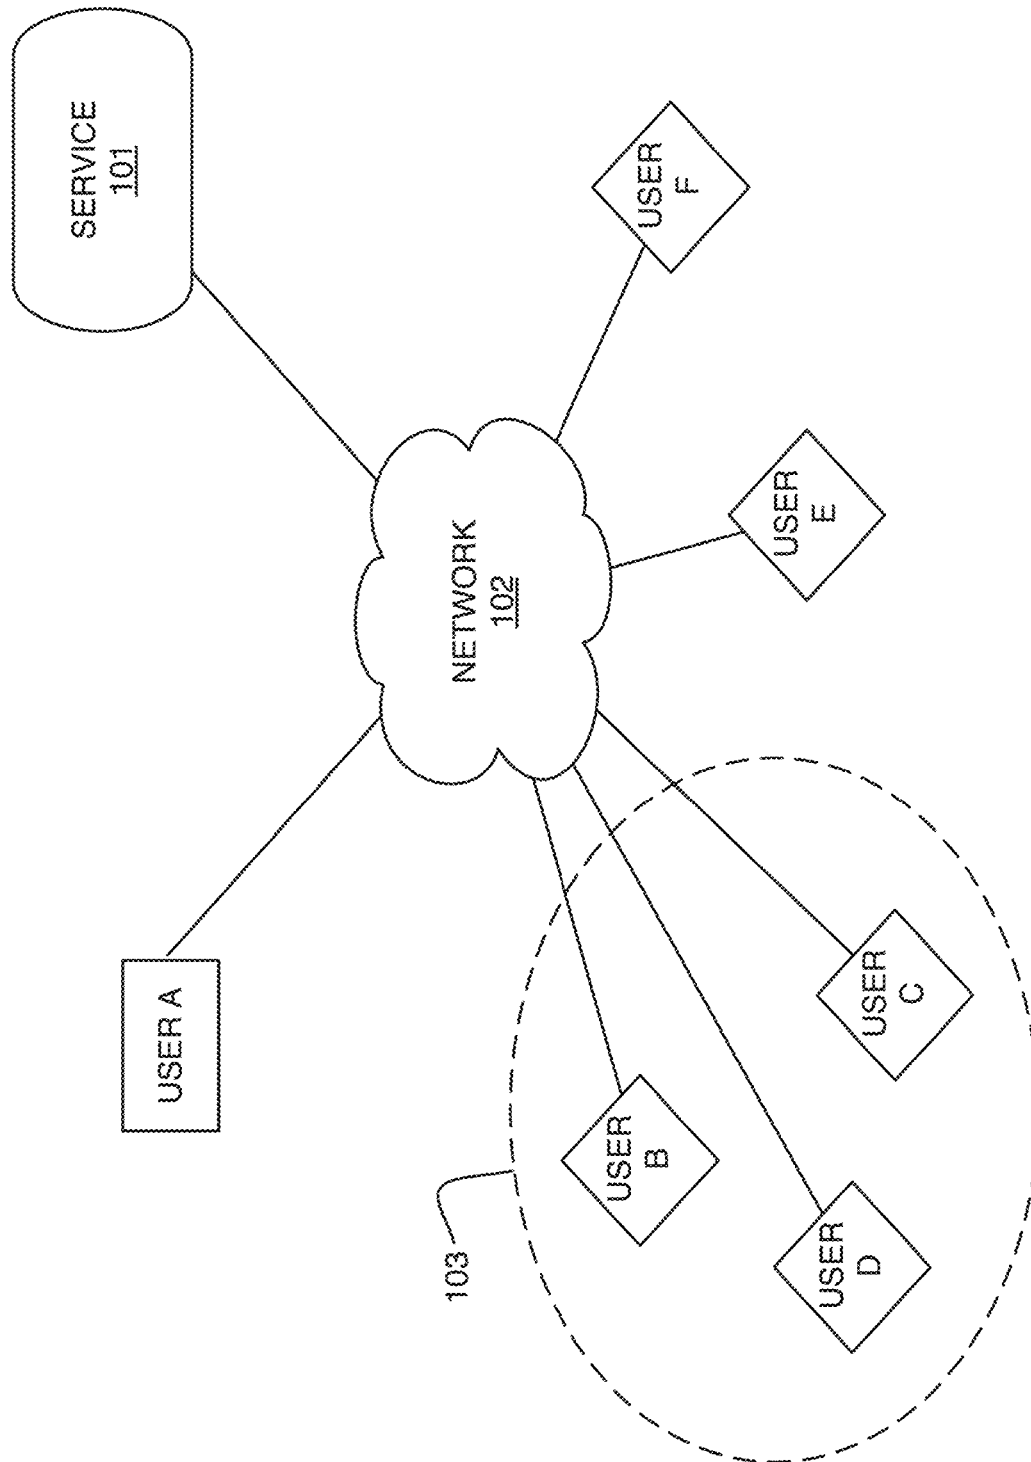 USER A
SERVICE
101
NETWORK
102
103
USER
B
USER
D
USER
C
USER
E
USER
F